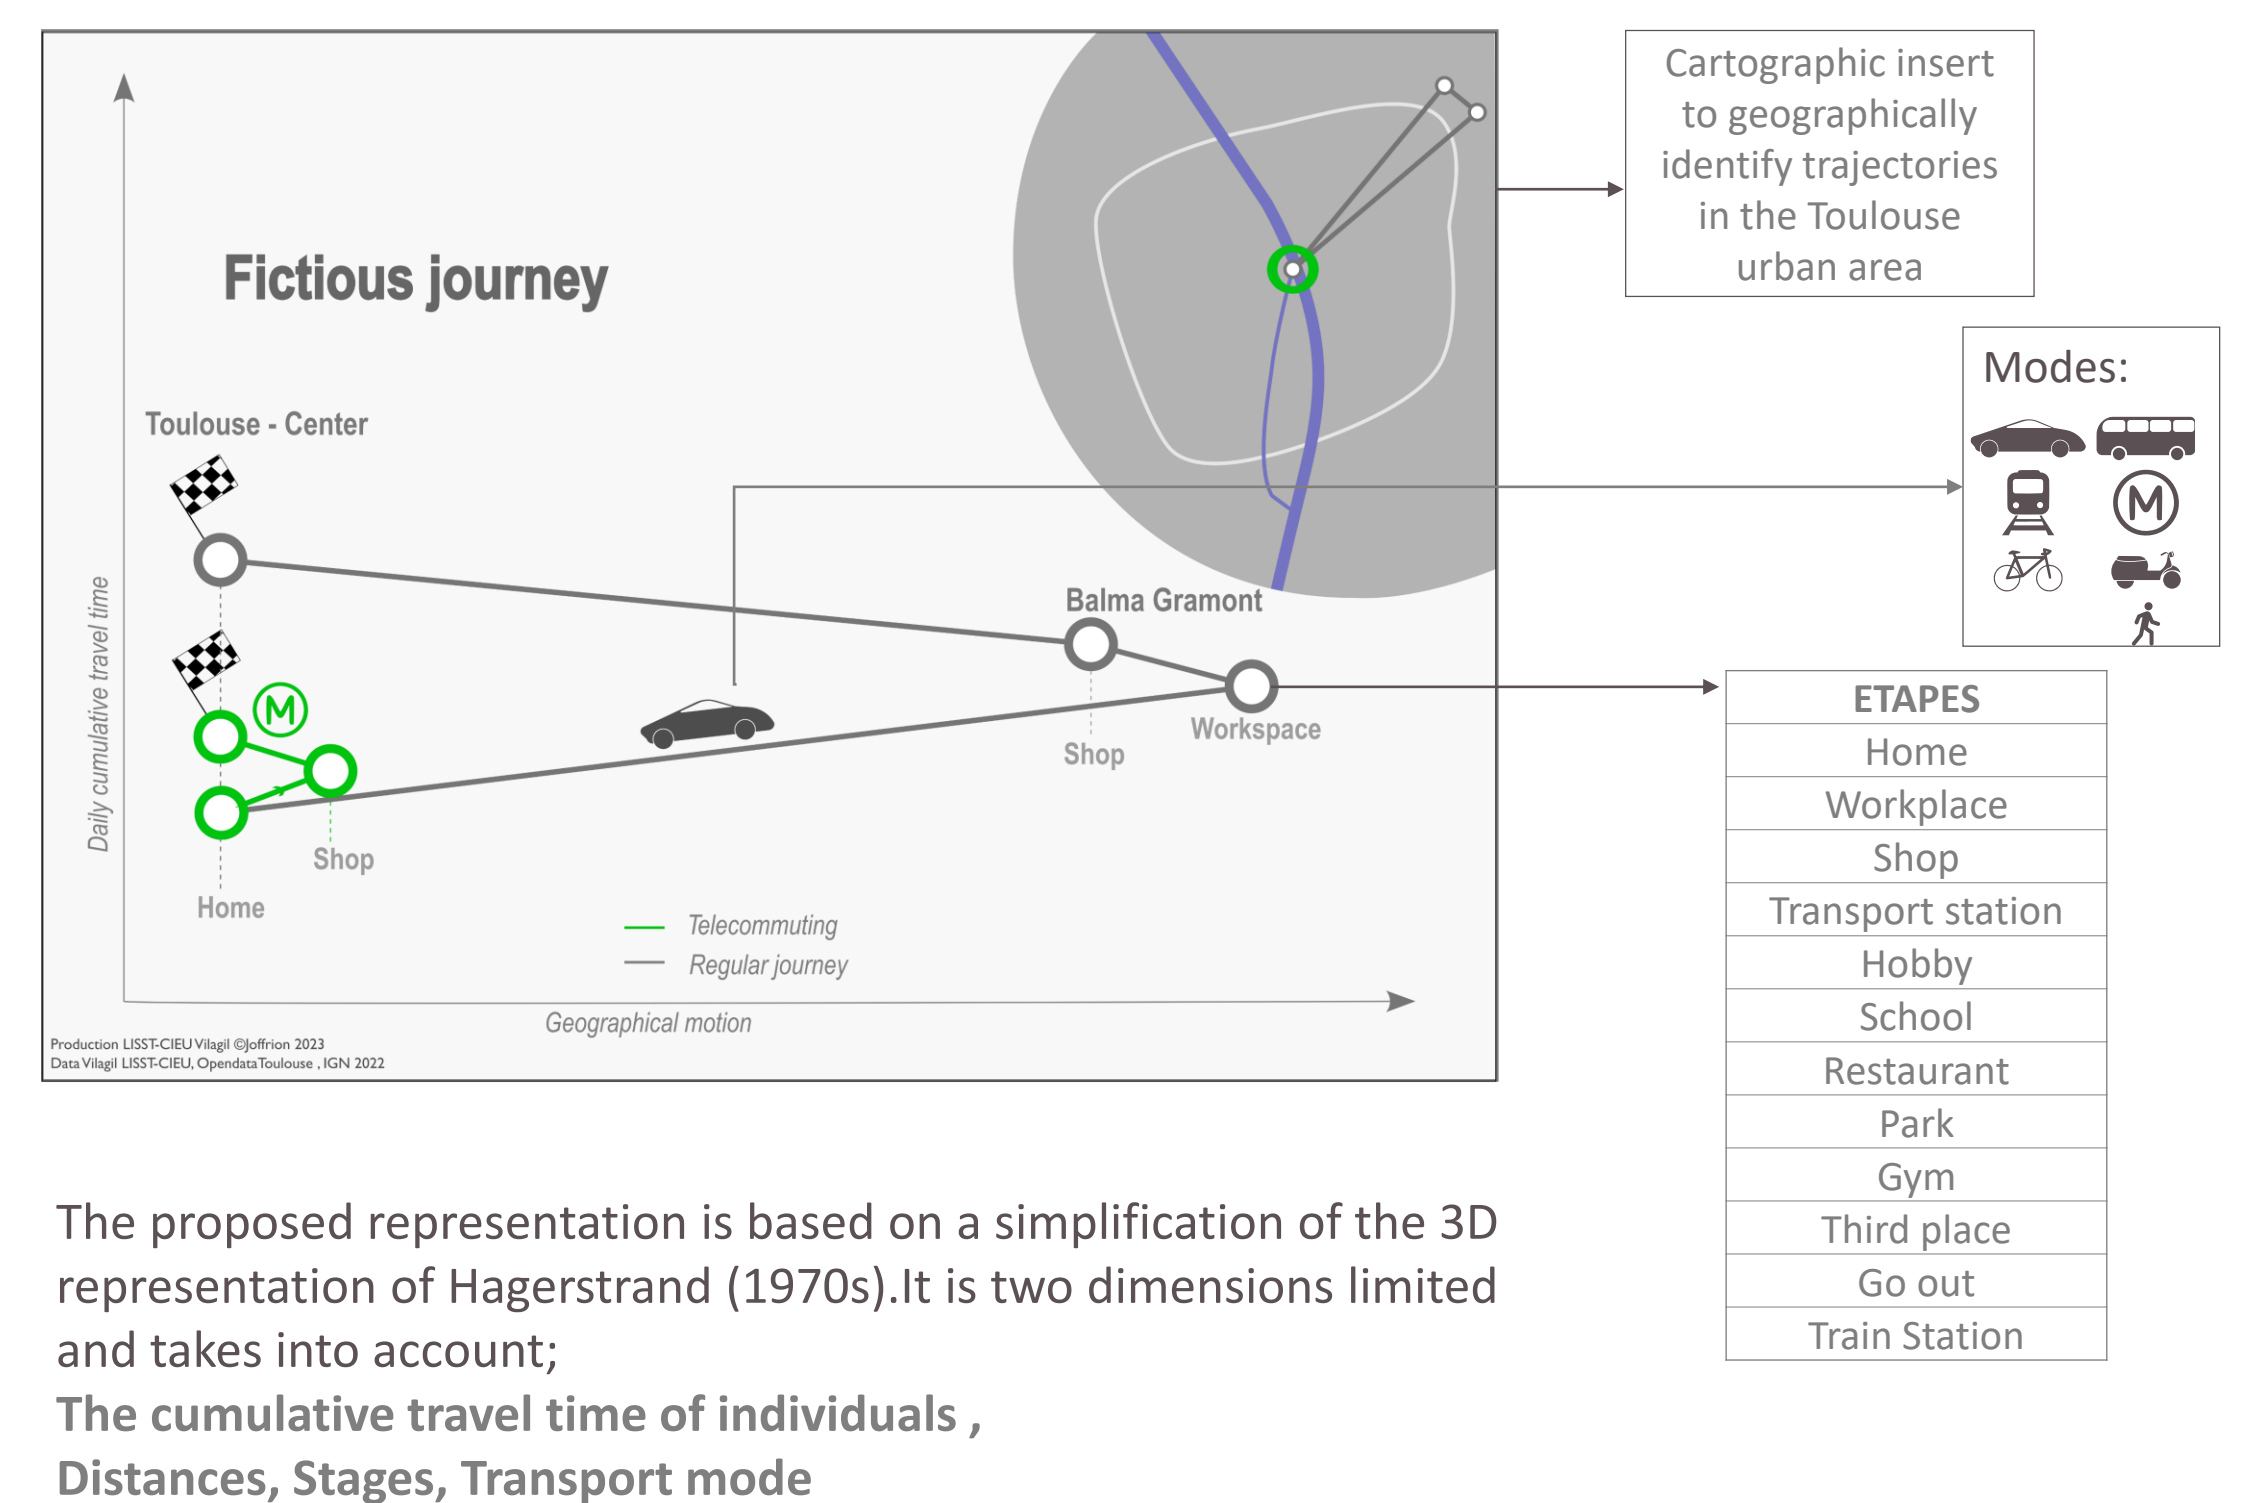 Cartographic insert
to geographically
identify trajectories
in the Toulouse
urban area
Fictious journey
Modes:
M
Toulouse - Center
Balma Gramont
Workspace
Shop
M
Shop
Home
Daily cumulative travel time
Telecommuting
Regular journey
Geographical motion
Production LISST-CIEU Vilagil ©Joffrion 2023
Data Vilagil LISST-CIEU, OpendataToulouse , IGN 2022
ETAPES
Home
Workplace
Shop
Transport station
Hobby
School
Restaurant
Park
Gym
Third place
Go out
Train Station
The proposed representation is based on a simplification of the 3D
representation of Hagerstrand (1970s).It is two dimensions limited
and takes into account;
The cumulative travel time of individuals ,
Distances, Stages, Transport mode